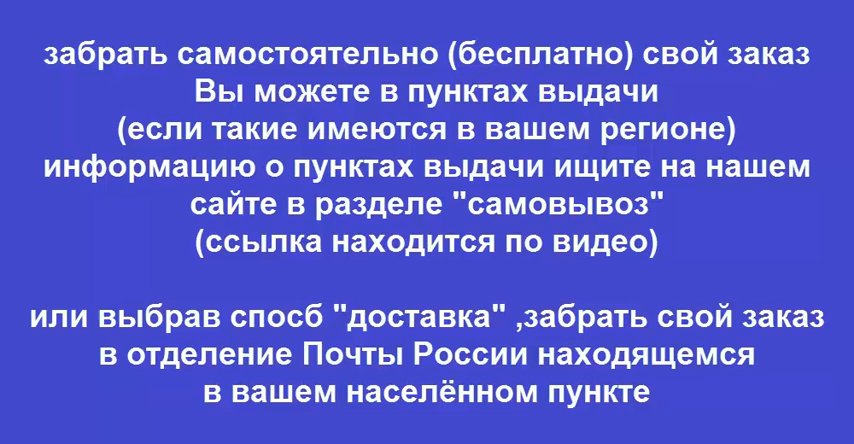 забрать самостоятельно (бесплатно) свой заказ
Вы можете в пунктах выдачи
(если такие имеются в вашем регионе)
информацию о пунктах выдачи ищите на нашем
сайте в разделе "самовывоз"
(ссылка находится по видео)
или выбрав спосб "доставка" ,забрать свой заказ
в отделение Почты России находящемся
в вашем населённом пункте